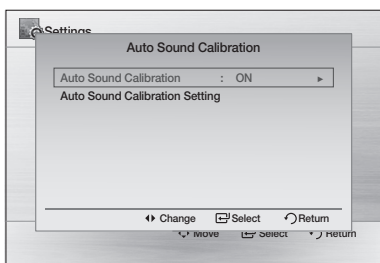 Settings
Auto Sound Calibration
Auto Sound Calibration : ON ►
Auto Sound Calibration Setting
Change Select Return
Move Select Return